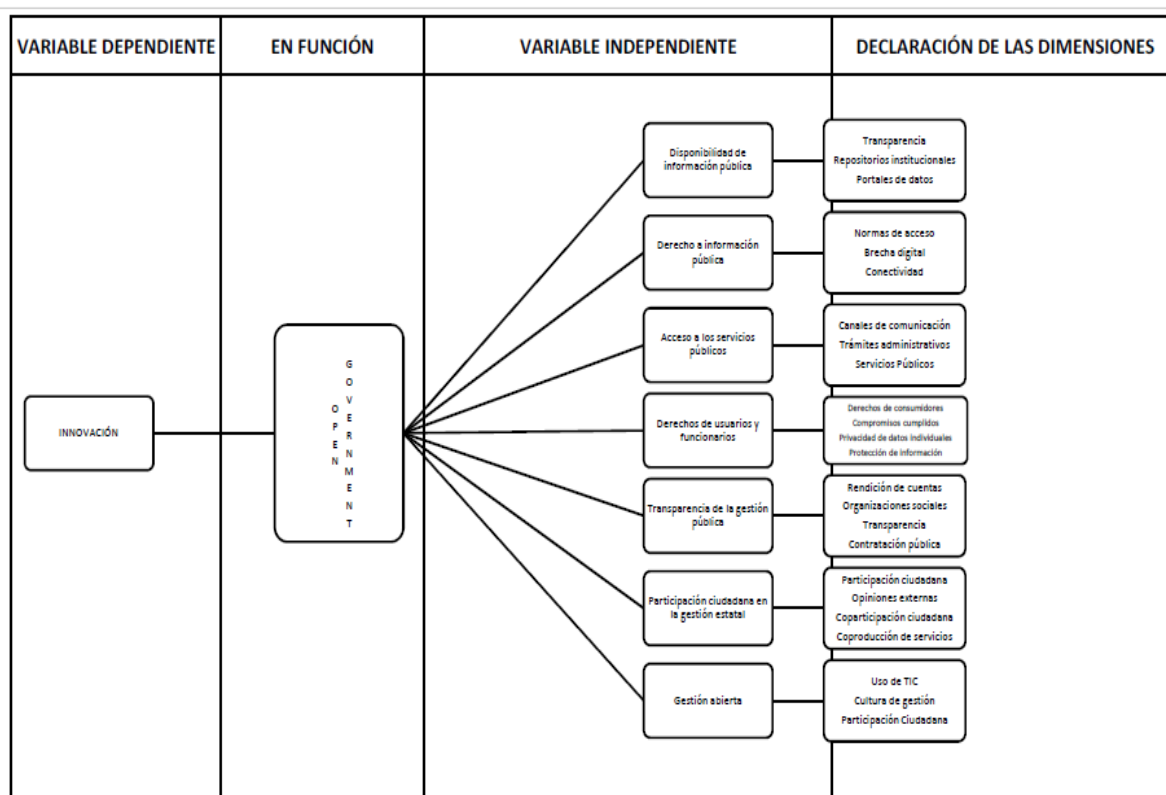 VARIABLE DEPENDIENTE
EN FUNCIÓN
VARIABLE INDEPENDIENTE
DECLARACIÓN DE LAS DIMENSIONES
INNOVACIÓN
OPEN
GOVERNMENT
Disponibilidad de
información pública
Transparencia
Repositorios institucionales
Portales de datos
Derecho a información
pública
Normas de acceso
Brecha digital
Conectividad
Acceso a los servicios
públicos
Canales de comunicación
Trámites administrativos
Servicios Públicos
Derechos de usuarios y
funcionarios
Derechos de consumidores
Compromisos cumplidos
Privacidad de datos individuales
Protección de información
Transparencia de la gestión
pública
Rendición de cuentas
Organizaciones sociales
Transparencia
Contratación pública
Participación ciudadana en
la gestión estatal
Participación ciudadana
Opiniones externas
Coparticipación ciudadana
Coproducción de servicios
Gestión abierta
Uso de TIC
Cultura de gestión
Participación Ciudadana